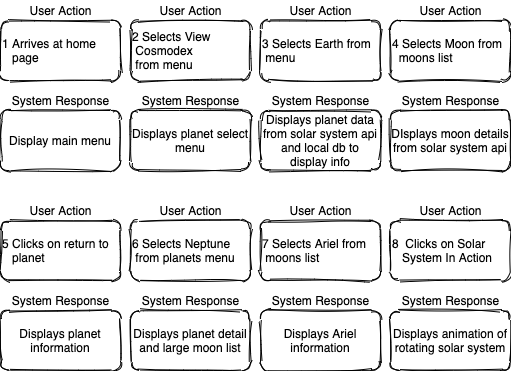 User Action
1 Arrives at home
page
User Action
2 Selects View
Cosmodex
from menu
User Action
3 Selects Earth from
menu
User Action
4 Selects Moon from
moons list
System Response
Display main menu
System Response
DIsplays planet select
menu
System Response
Displays planet data
from solar system api
and local db to
display info
System Response
DIsplays moon details
from solar system api
User Action
5 Clicks on return to
planet
User Action
6 Selects Neptune
from planets menu
User Action
7 Selects Ariel from
moons list
User Action
8 Clicks on Solar
System In Action
System Response
Displays planet
information
System Response
Displays planet detail
and large moon list
System Response
Displays Ariel
information
System Response
Displays animation of
rotating solar system